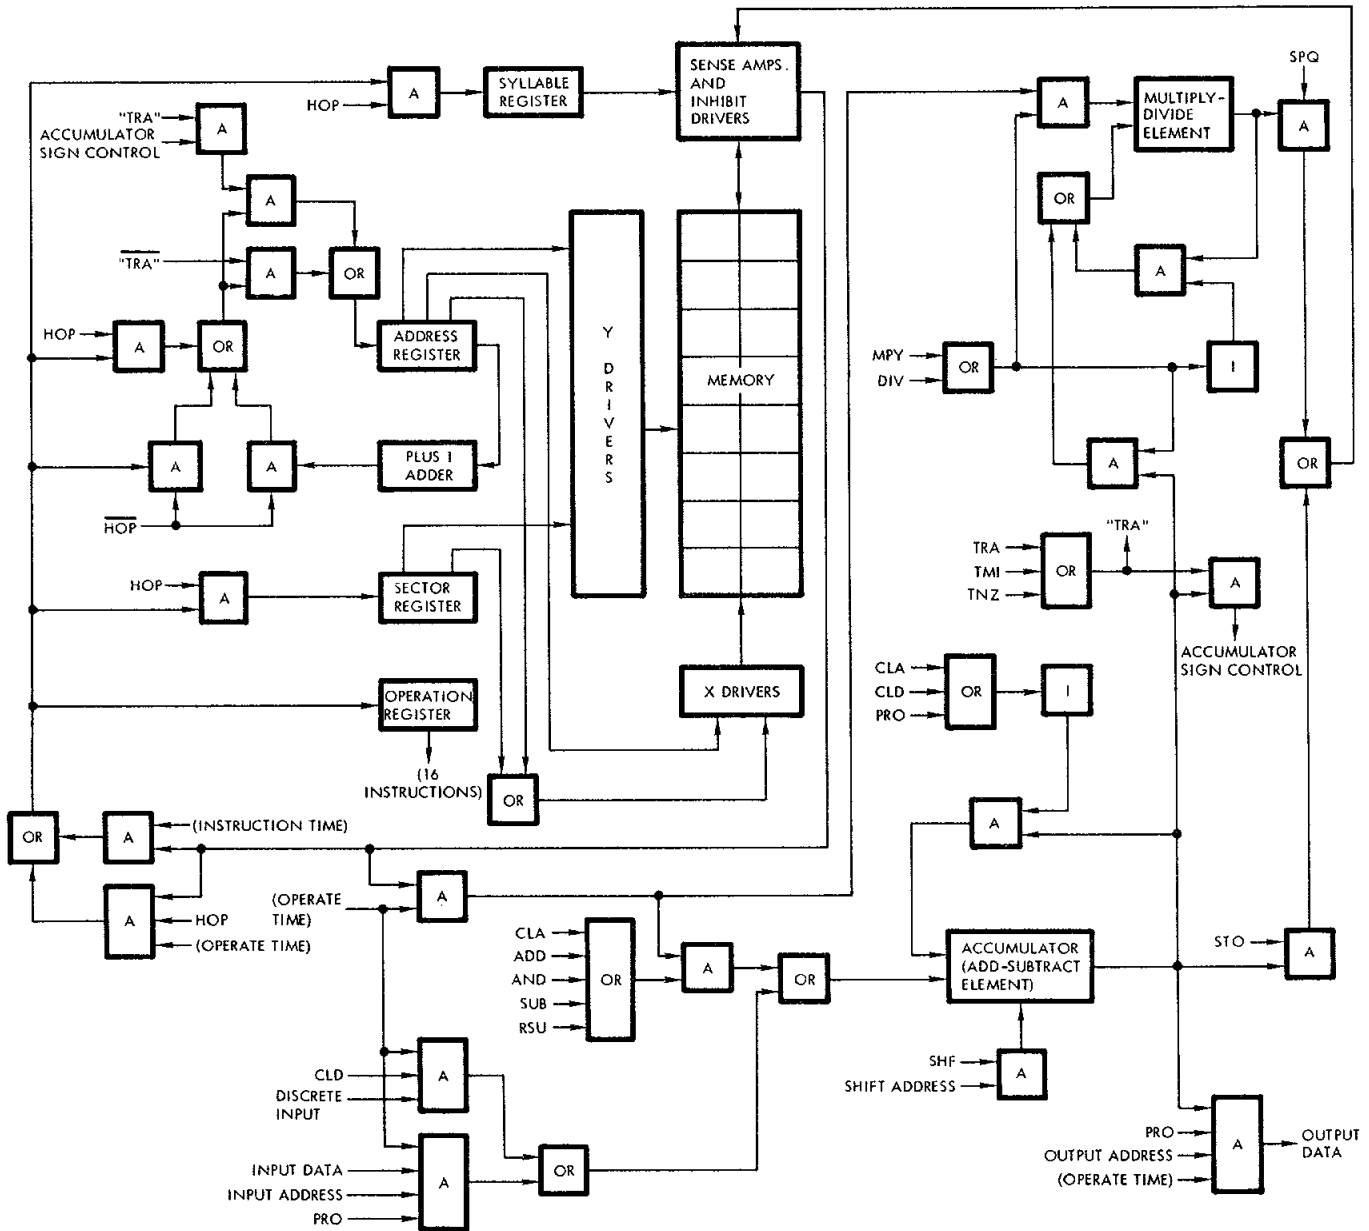 SENSE AMPS.
AND
INHIBIT
DRIVERS
SPQ
A
SYLLABLE
REGISTER
HOP
A
MULTIPLY-
DIVIDE
ELEMENT
A
"TRA"
ACCUMULATOR
SIGN CONTROL
A
A
OR
"TRA"
A
OR
A
HOP
A
OR
ADDRESS
REGISTER
Y
DRIVERS
MEMORY
MPY
DIV
OR
I
A
A
PLUS 1
ADDER
A
OR
HOP
"TRA"
TRA
TMI
TNZ
OR
A
HOP
A
SECTOR
REGISTER
ACCUMULATOR
SIGN CONTROL
CLA
CLD
PRO
OR
I
OPERATION
REGISTER
X DRIVERS
(16
INSTRUCTIONS)
OR
OR
A
(INSTRUCTION TIME)
A
A
HOP
(OPERATE TIME)
(OPERATE
TIME)
A
CLA
ADD
AND
SUB
RSU
OR
A
OR
ACCUMULATOR
(ADD-SUBTRACT
ELEMENT)
STO
A
CLD
DISCRETE
INPUT
A
SHF
SHIFT ADDRESS
A
INPUT DATA
INPUT ADDRESS
PRO
A
OR
PRO
OUTPUT ADDRESS
(OPERATE TIME)
A
OUTPUT
DATA